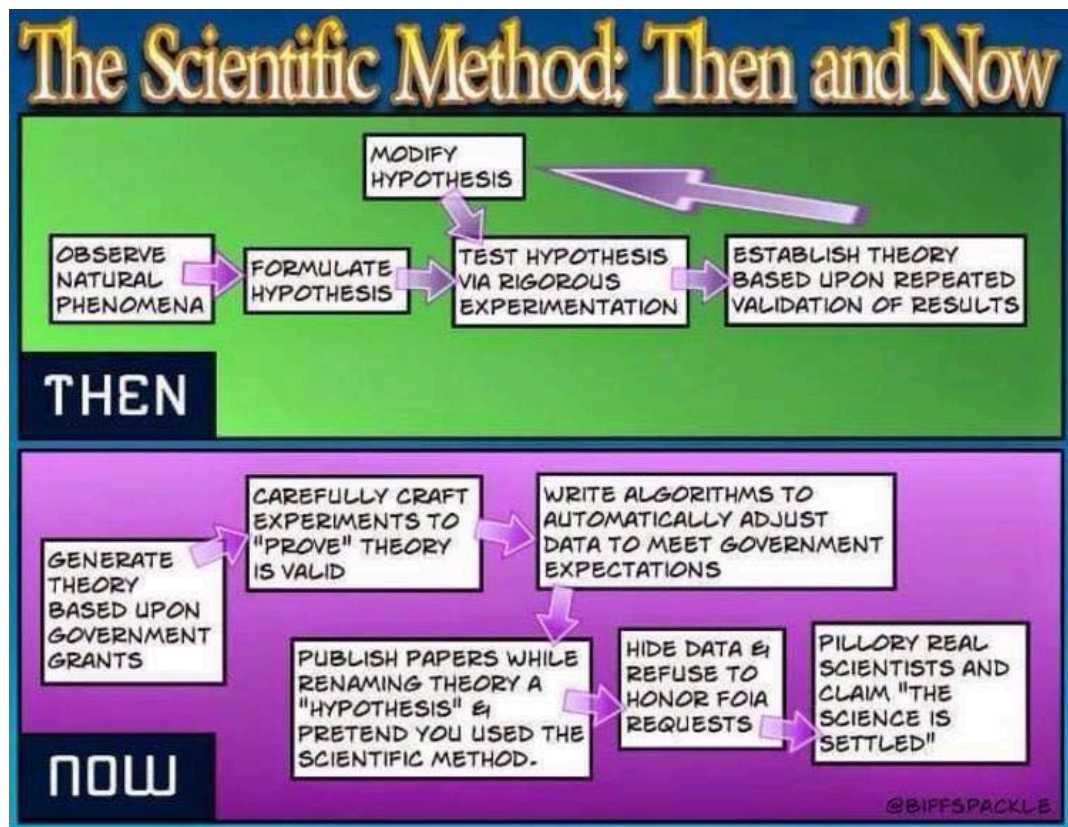 The Scientific Method: Then and Now
MODIFY
HYPOTHESIS
OBSERVE
NATURAL
PHENOMENA
FORMULATE
HYPOTHESIS
TEST HYPOTHESIS
VIA RIGOROUS
EXPERIMENTATION
ESTABLISH THEORY
BASED UPON REPEATED
VALIDATION OF RESULTS
THEN
GENERATE
THEORY
BASED UPON
GOVERNMENT
GRANTS
CAREFULLY CRAFT
EXPERIMENTS TO
"PROVE" THEORY
IS VALID
WRITE ALGORITHMS TO
AUTOMATICALLY ADJUST
DATA TO MEET GOVERNMENT
EXPECTATIONS
PUBLISH PAPERS WHILE
RENAMING THEORY A
"HYPOTHESIS" &
PRETEND YOU USED THE
SCIENTIFIC METHOD.
HIDE DATA &
REFUSE TO
HONOR FOIA
REQUESTS
PILLORY REAL
SCIENTISTS AND
CLAIM "THE
SCIENCE IS
SETTLED"
NOW
@BIFFSPACKLE